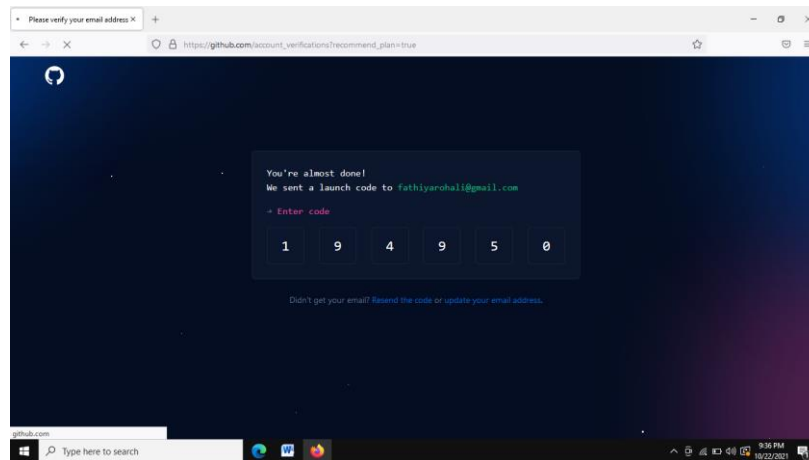 Please verify your email address
https://github.com/account_verifications?recommend_plan=true
You're almost done!
We sent a launch code to fathiyarohali@gmail.com
→ Enter code
1 9 4 9 5 0
Didn't get your email? Resend the code or update your email address.
github.com
Type here to search
9:36 PM
10/22/2021